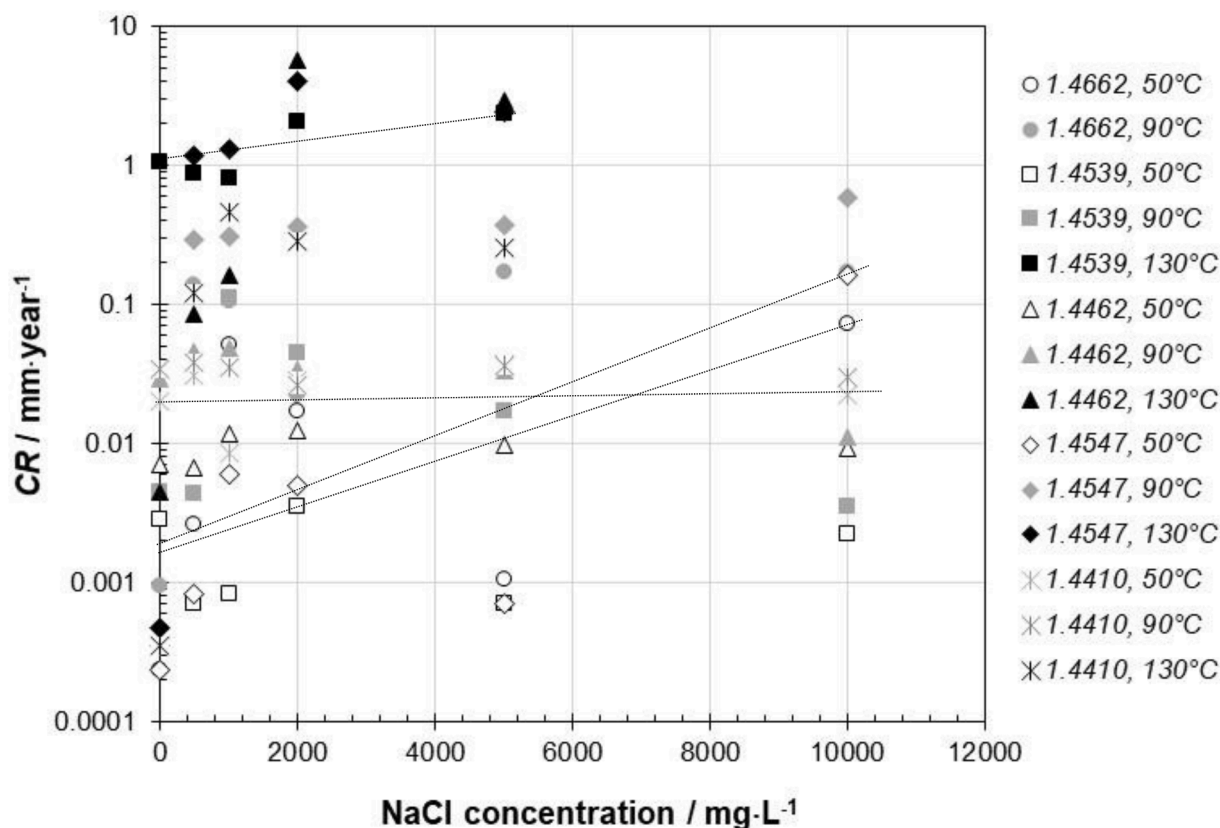 10
1
0.1
0.01
0.001
0.0001
CR / mm·year-1
0
2000
4000
6000
8000
10000
12000
NaCl concentration / mg·L-1
1.4662, 50°C
1.4662, 90°C
1.4539, 50°C
1.4539, 90°C
1.4539, 130°C
1.4462, 50°C
1.4462, 90°C
1.4462, 130°C
1.4547, 50°C
1.4547, 90°C
1.4547, 130°C
1.4410, 50°C
1.4410, 90°C
1.4410, 130°C